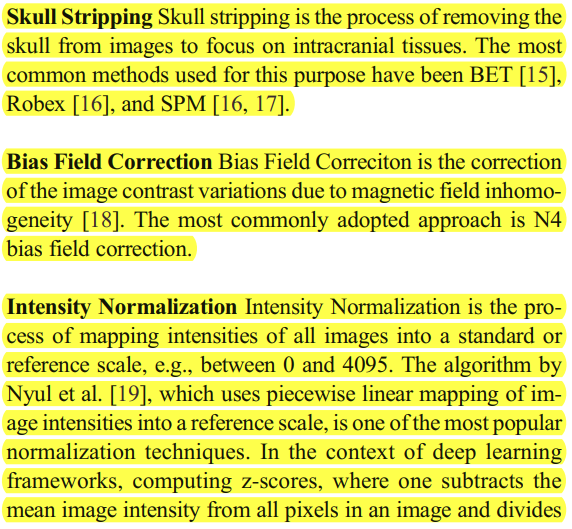 Skull Stripping Skull stripping is the process of removing the
skull from images to focus on intracranial tissues. The most
common methods used for this purpose have been BET [15],
Robex [16], and SPM [16, 17].
Bias Field Correction Bias Field Correciton is the correction
of the image contrast variations due to magnetic field inhomo-
geneity [18]. The most commonly adopted approach is N4
bias field correction.
Intensity Normalization Intensity Normalization is the pro-
cess of mapping intensities of all images into a standard or
reference scale, e.g., between 0 and 4095. The algorithm by
Nyul et al. [19], which uses piecewise linear mapping of im-
age intensities into a reference scale, is one of the most popular
normalization techniques. In the context of deep learning
frameworks, computing z-scores, where one subtracts the
mean image intensity from all pixels in an image and divides